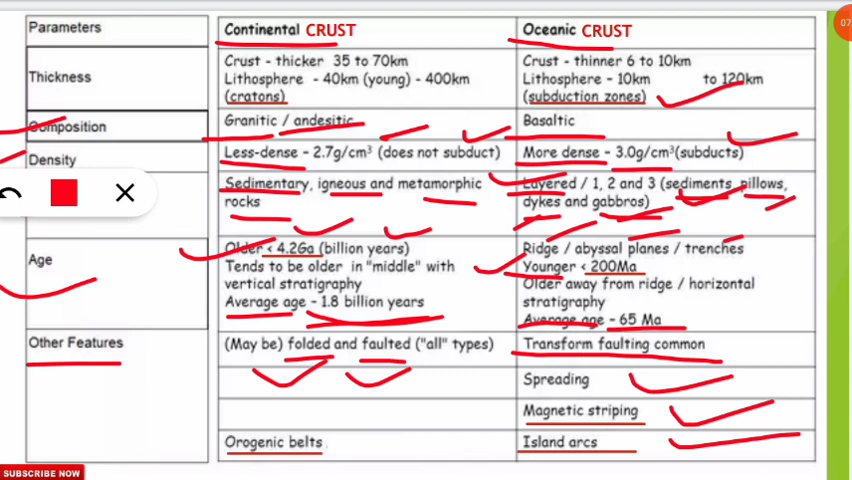 Parameters
Continental CRUST
Oceanic CRUST
07
Thickness
Crust - thicker 35 to 70km
Lithosphere - 40km (young) - 400km
(cratons)
Crust - thinner 6 to 10km
Lithosphere - 10km to 120km
(subduction zones)
Composition
Granitic / andesitic
Basaltic
Density
Less-dense - 2.7g/cm³ (does not subduct)
More dense - 3.0g/cm³(subducts)
Sedimentary, igneous and metamorphic
rocks
Layered / 1, 2 and 3 (sediments, pillows,
dykes and gabbros)
Age
Older < 4.2Ga (billion years)
Tends to be older in "middle" with
vertical stratigraphy
Average age - 1.8 billion years
Ridge / abyssal planes / trenches
Younger < 200Ma
Older away from ridge / horizontal
stratigraphy
Average age - 65 Ma
Other Features
(May be) folded and faulted ("all" types)
Transform faulting common
Spreading
Magnetic striping
Orogenic belts
Island arcs
SUBSCRIBE NOW